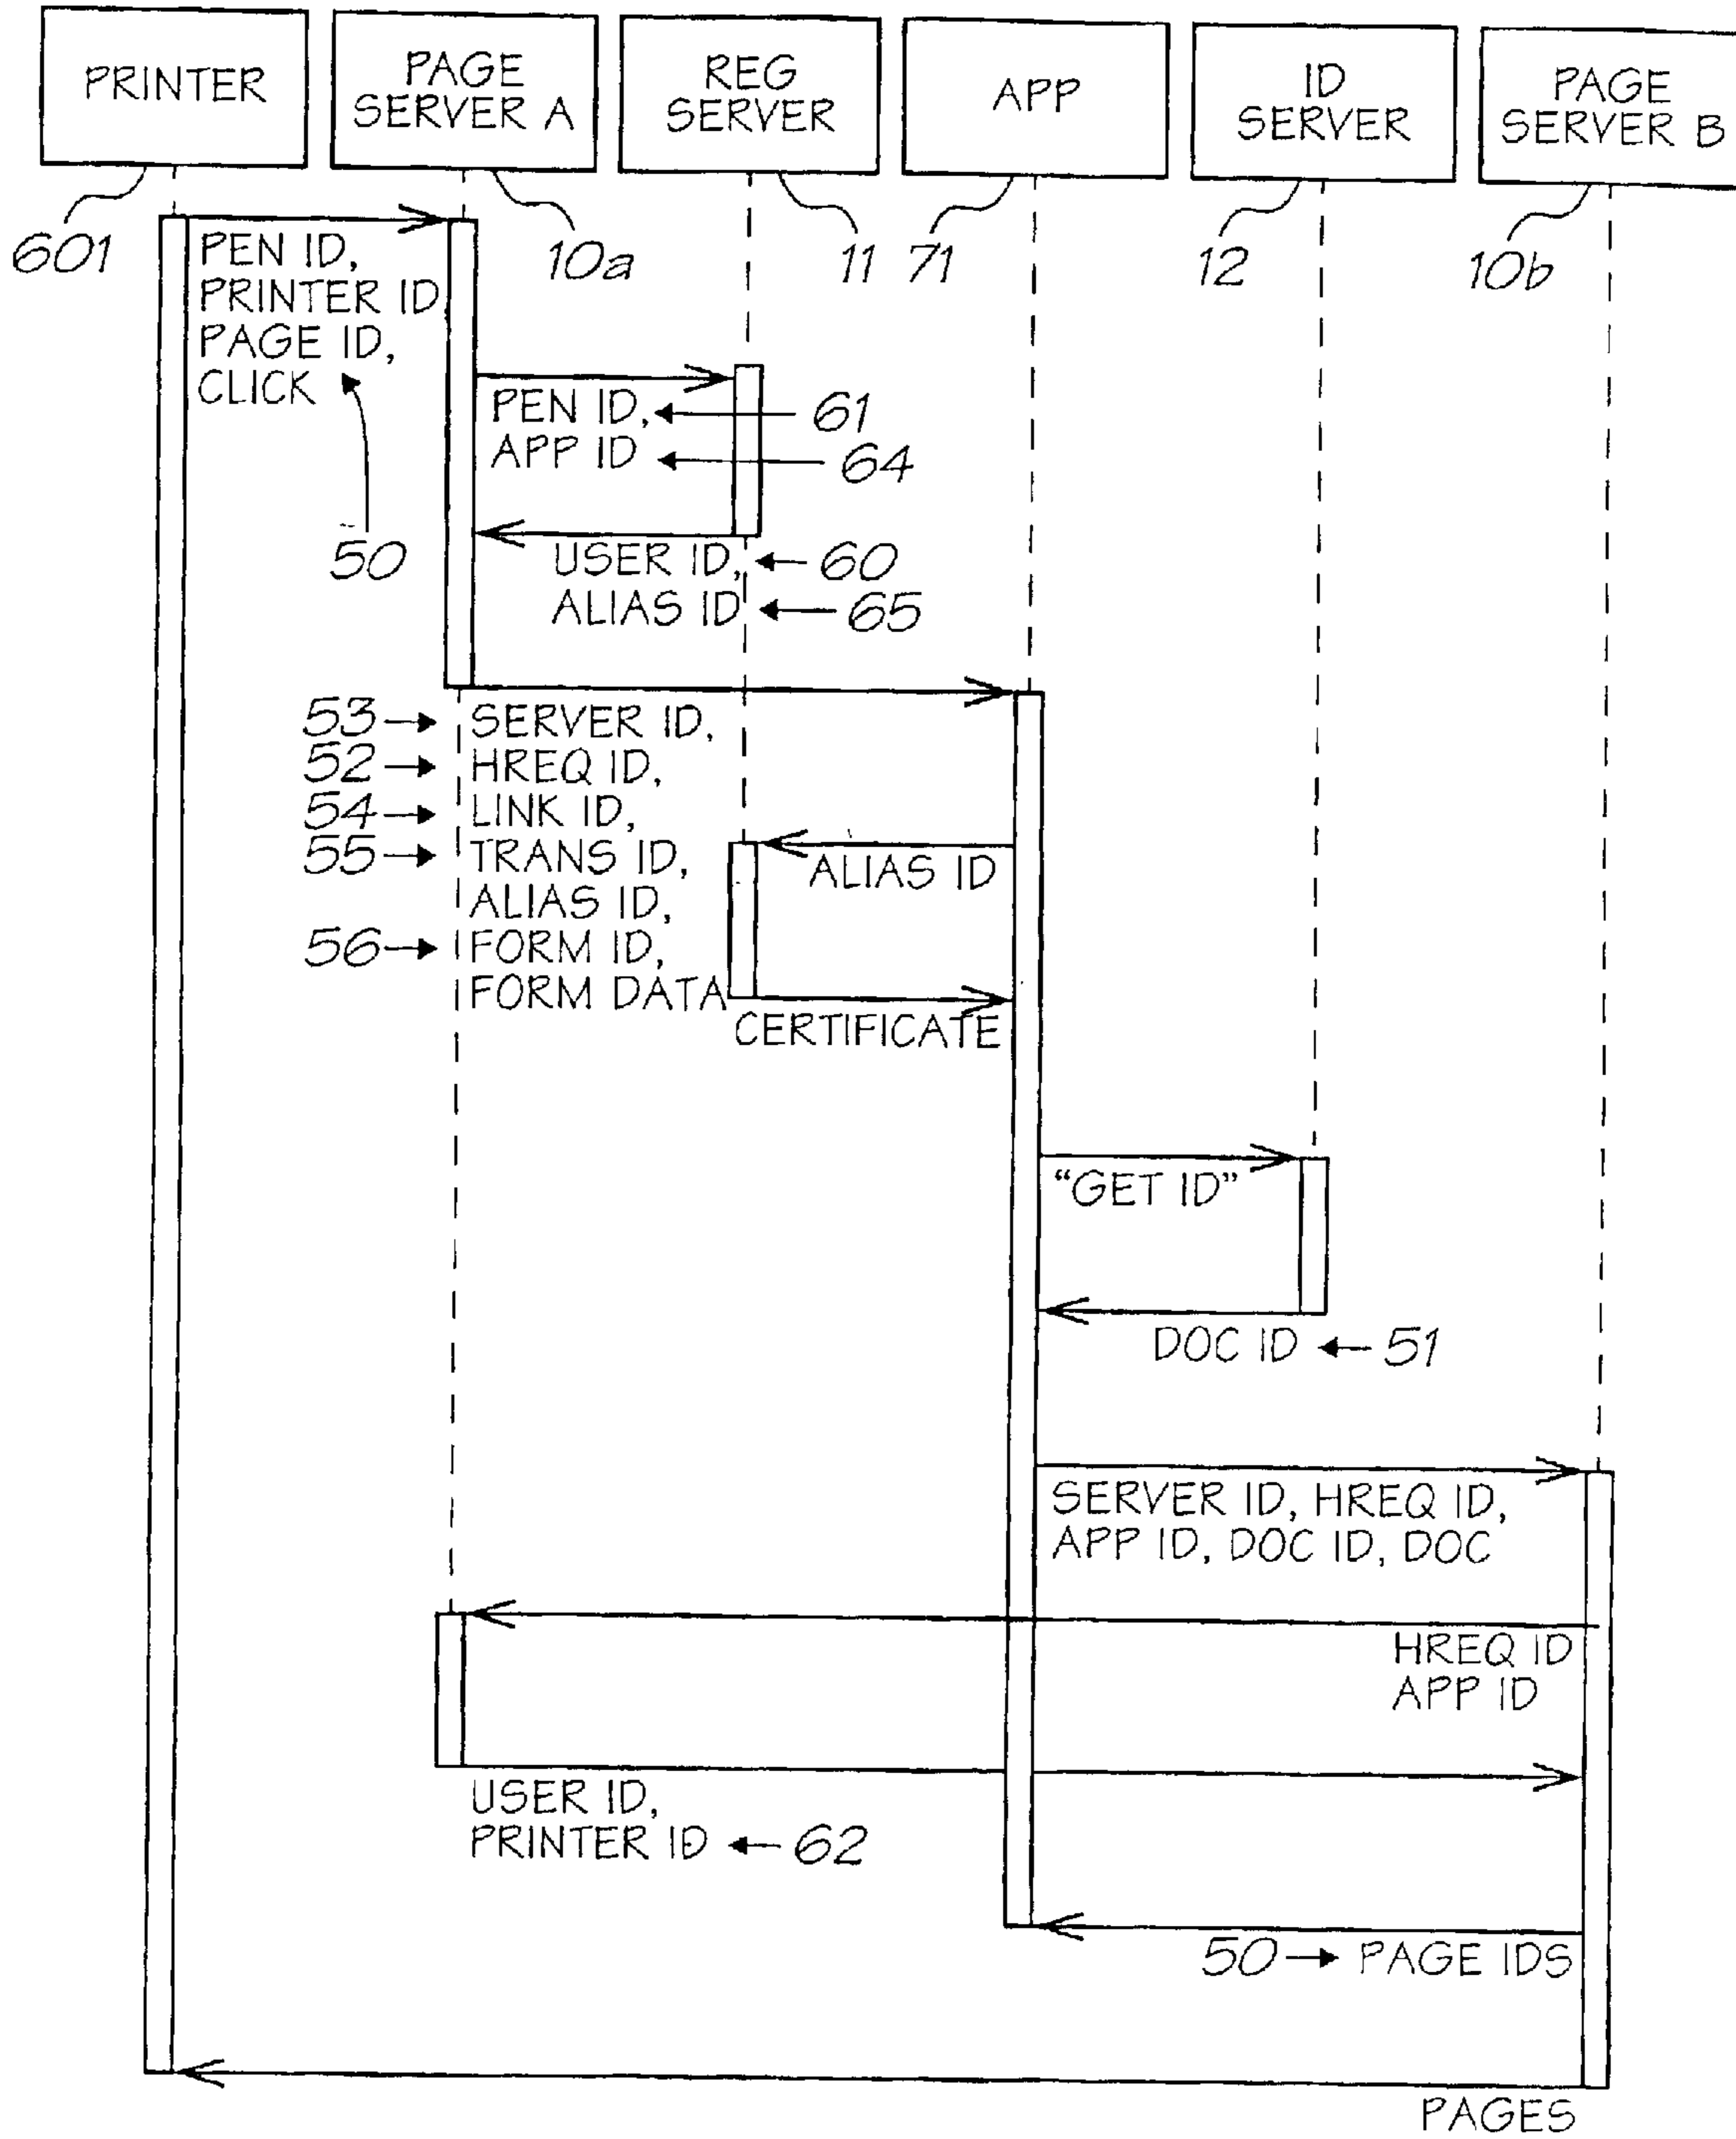 PRINTER
PAGE
SERVER A
REG
SERVER
APP
ID
SERVER
PAGE
SERVER B
601
10a
11
71
12
10b
PEN ID,
PRINTER ID
PAGE ID,
CLICK
50
PEN ID,
61
APP ID
64
USER ID,
60
ALIAS ID
65
53
SERVER ID,
52
HREQ ID,
54
LINK ID,
55
TRANS ID,
ALIAS ID,
56
FORM ID,
FORM DATA
ALIAS ID
CERTIFICATE
"GET ID"
DOC ID
51
SERVER ID, HREQ ID,
APP ID, DOC ID, DOC
HREQ ID
APP ID
USER ID,
PRINTER ID
62
50
PAGE IDS
PAGES